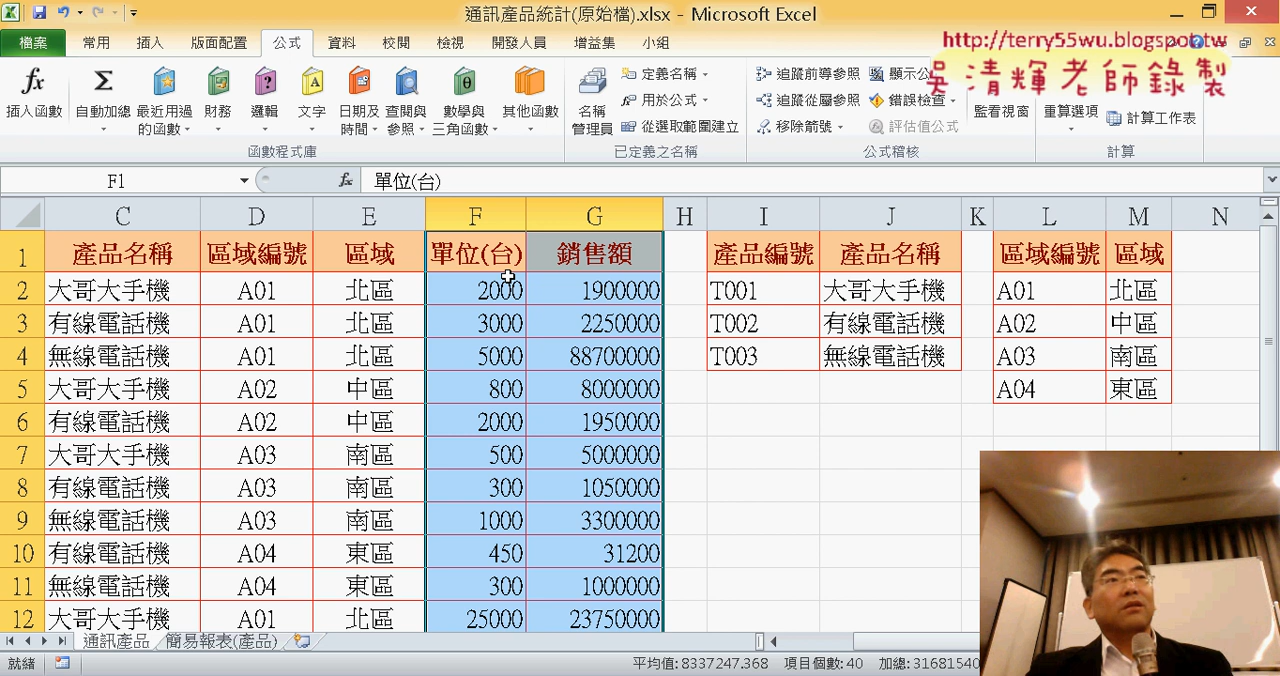 通訊產品統計(原始檔).xlsx - Microsoft Excel
檔案 常用 插入 版面配置 公式 資料 校閱 檢視 開發人員 增益集 小組
http://terry55wu.blogspot.tw
吳清輝老師錄製
插入函數 自動加總 最近用過的函數 財務 邏輯 文字 日期及時間 查閱與參照 數學與三角函數 其他函數 名稱管理員 定義名稱 用於公式 從選取範圍建立 追蹤前導參照 追蹤從屬參照 移除箭號 顯示公 錯誤檢查 評估值公式 監看視窗 重算選項 計算工作表
函數程式庫 已定義之名稱 公式稽核 計算
F1 fx 單位(台)
C D E F G H I J K L M N
1 產品名稱 區域編號 區域 單位(台) 銷售額 產品編號 產品名稱 區域編號 區域
2 大哥大手機 A01 北區 2000 1900000 T001 大哥大手機 A01 北區
3 有線電話機 A01 北區 3000 2250000 T002 有線電話機 A02 中區
4 無線電話機 A01 北區 5000 88700000 T003 無線電話機 A03 南區
5 大哥大手機 A02 中區 800 8000000 A04 東區
6 有線電話機 A02 中區 2000 1950000
7 大哥大手機 A03 南區 500 5000000
8 有線電話機 A03 南區 300 1050000
9 無線電話機 A03 南區 1000 3300000
10 有線電話機 A04 東區 450 31200
11 無線電話機 A04 東區 300 1000000
12 大哥大手機 A01 北區 25000 23750000
通訊產品 簡易報表(產品)
就緒 平均值: 8337247.368 項目個數: 40 加總: 31681540